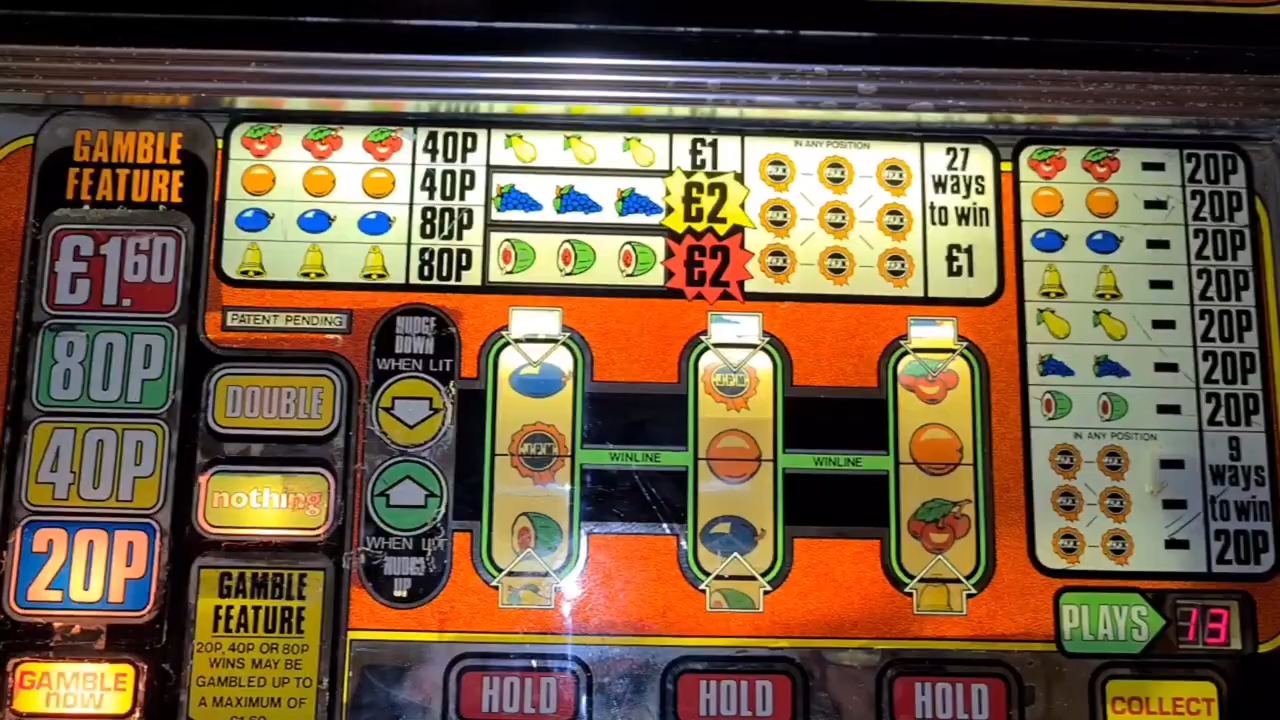 GAMBLE
FEATURE
£1.60
80P
40P
20P
GAMBLE
NOW
DOUBLE
nothing
GAMBLE
FEATURE
20P, 40P OR 80P
WINS MAY BE
GAMBLED UP TO
A MAXIMUM OF
£1.60
PATENT PENDING
40P
40P
80P
80P
£1
£2
£2
IN ANY POSITION
27
ways
to win
£1
20P
20P
20P
20P
20P
20P
20P
IN ANY POSITION
9
ways
to win
20P
NUDGE
DOWN
WHEN LIT
WHEN LIT
NUDGE
UP
J.P.M
J.P.M
WINLINE
WINLINE
PLAYS
13
HOLD
HOLD
HOLD
COLLECT